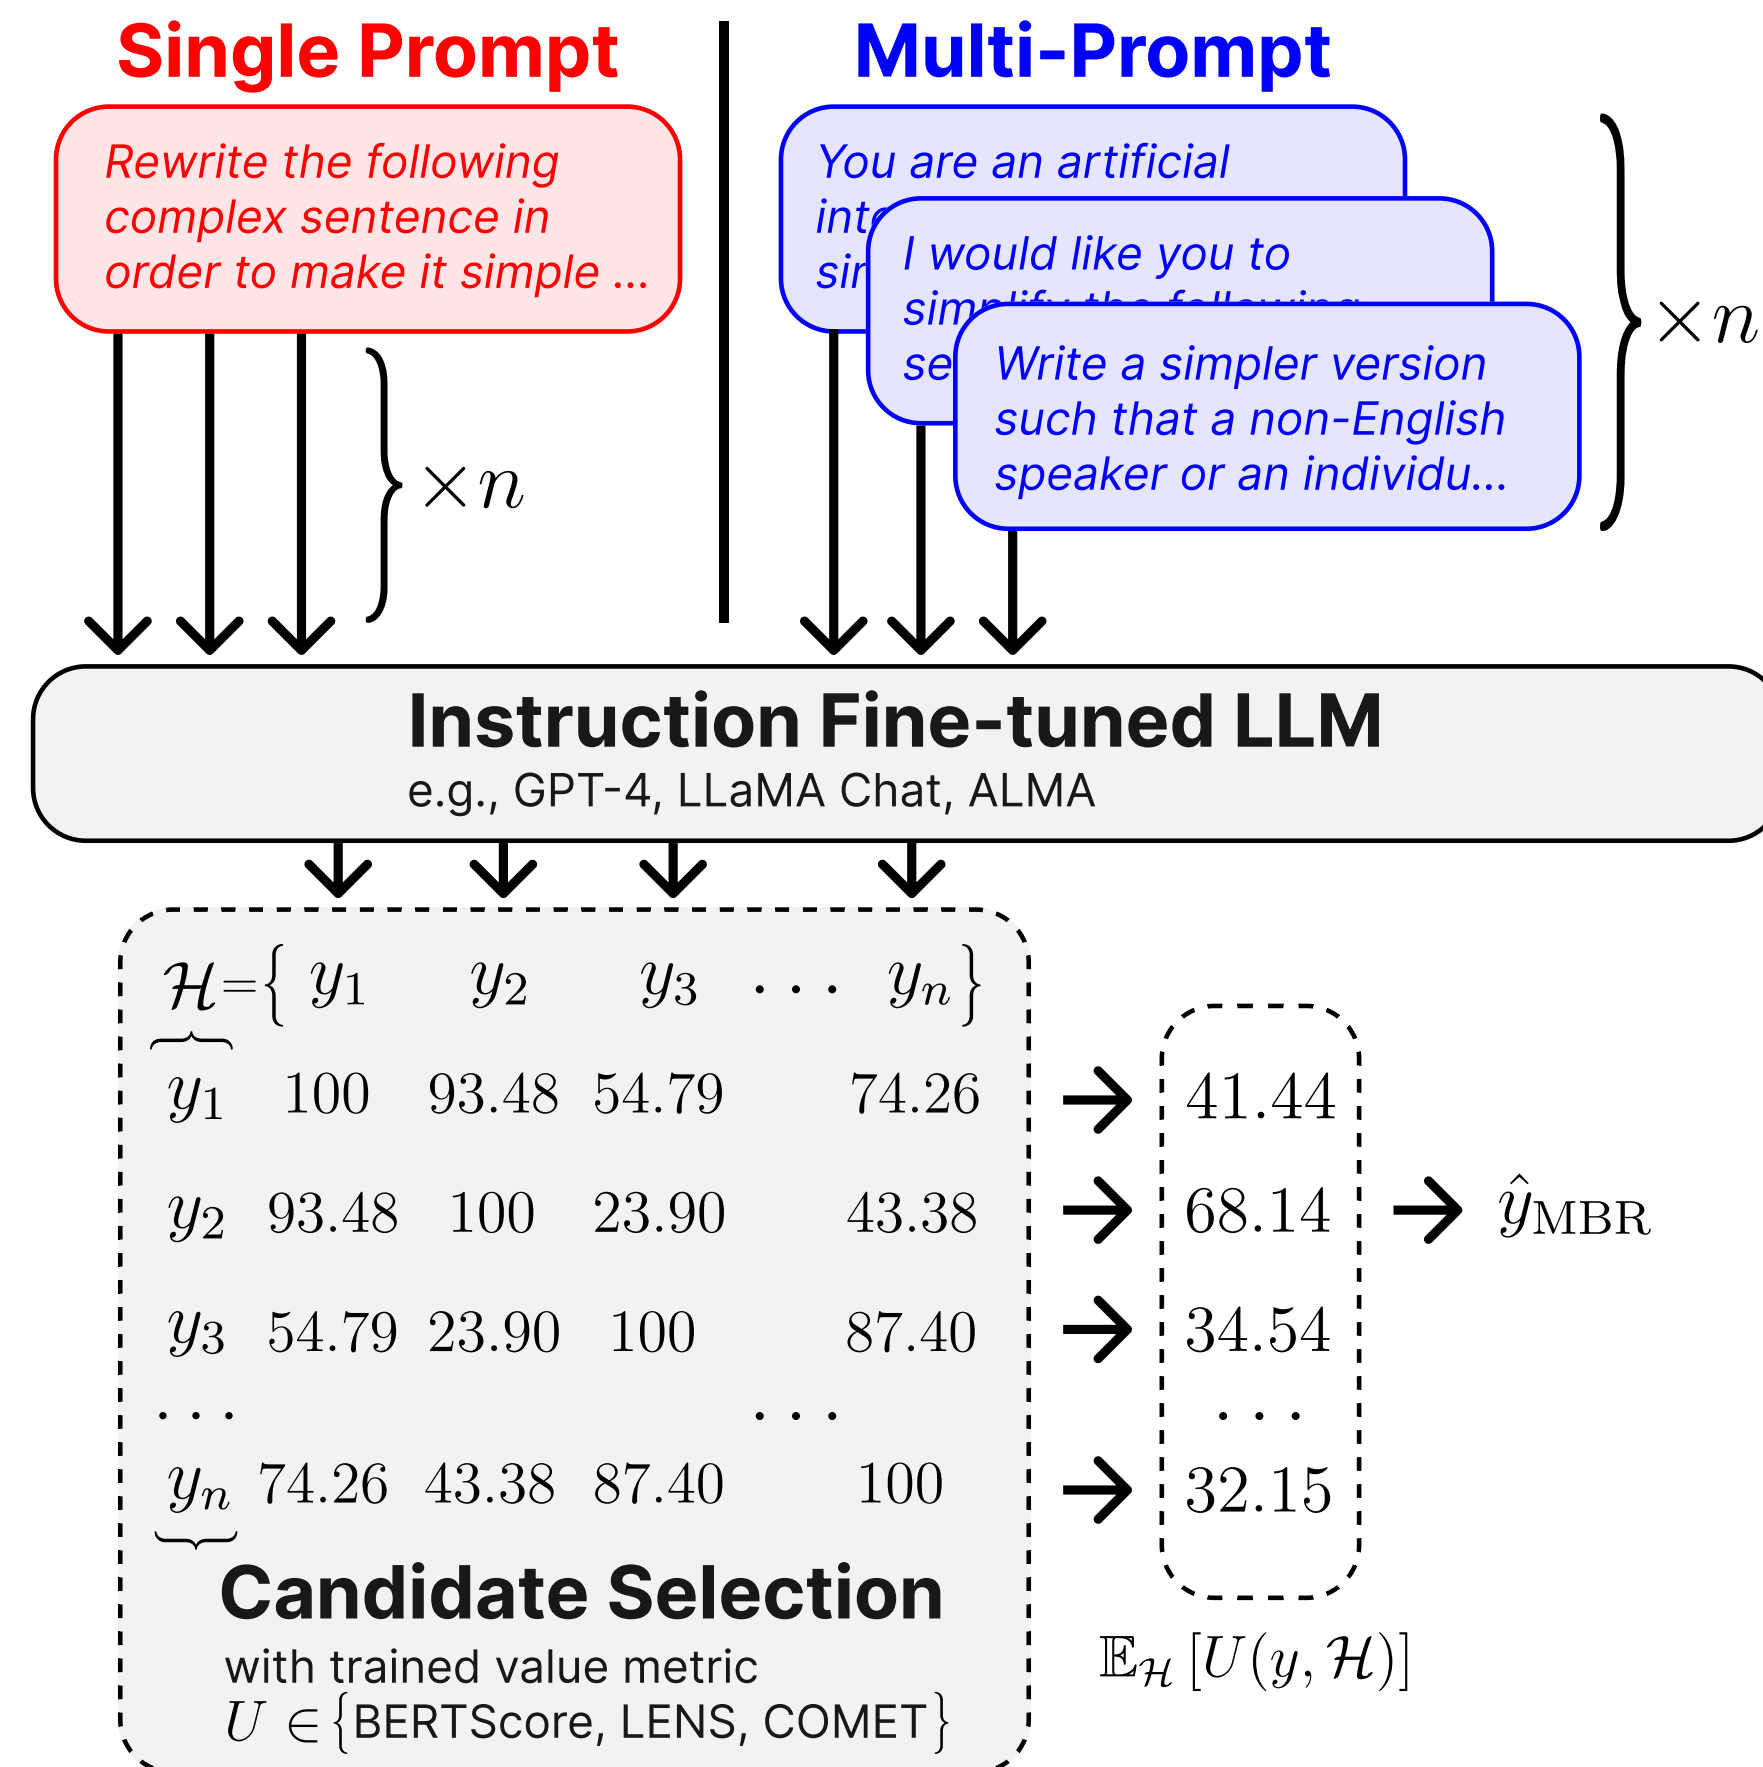 Single Prompt
Rewrite the following
complex sentence in
order to make it simple ...
×n
Multi-Prompt
You are an artificial
I would like you to
simplify the following
Write a simpler version
such that a non-English
speaker or an individu...
×n
Instruction Fine-tuned LLM
e.g., GPT-4, LLaMA Chat, ALMA
ℋ={ y₁ y₂ y₃ ... yₙ}
y₁ 100 93.48 54.79 74.26 41.44
y₂ 93.48 100 23.90 43.38 68.14 ŷ_MBR
y₃ 54.79 23.90 100 87.40 34.54
... ... ...
yₙ 74.26 43.38 87.40 100 32.15
Candidate Selection
with trained value metric
U ∈ {BERTScore, LENS, COMET}
𝔼_ℋ [U(y, ℋ)]